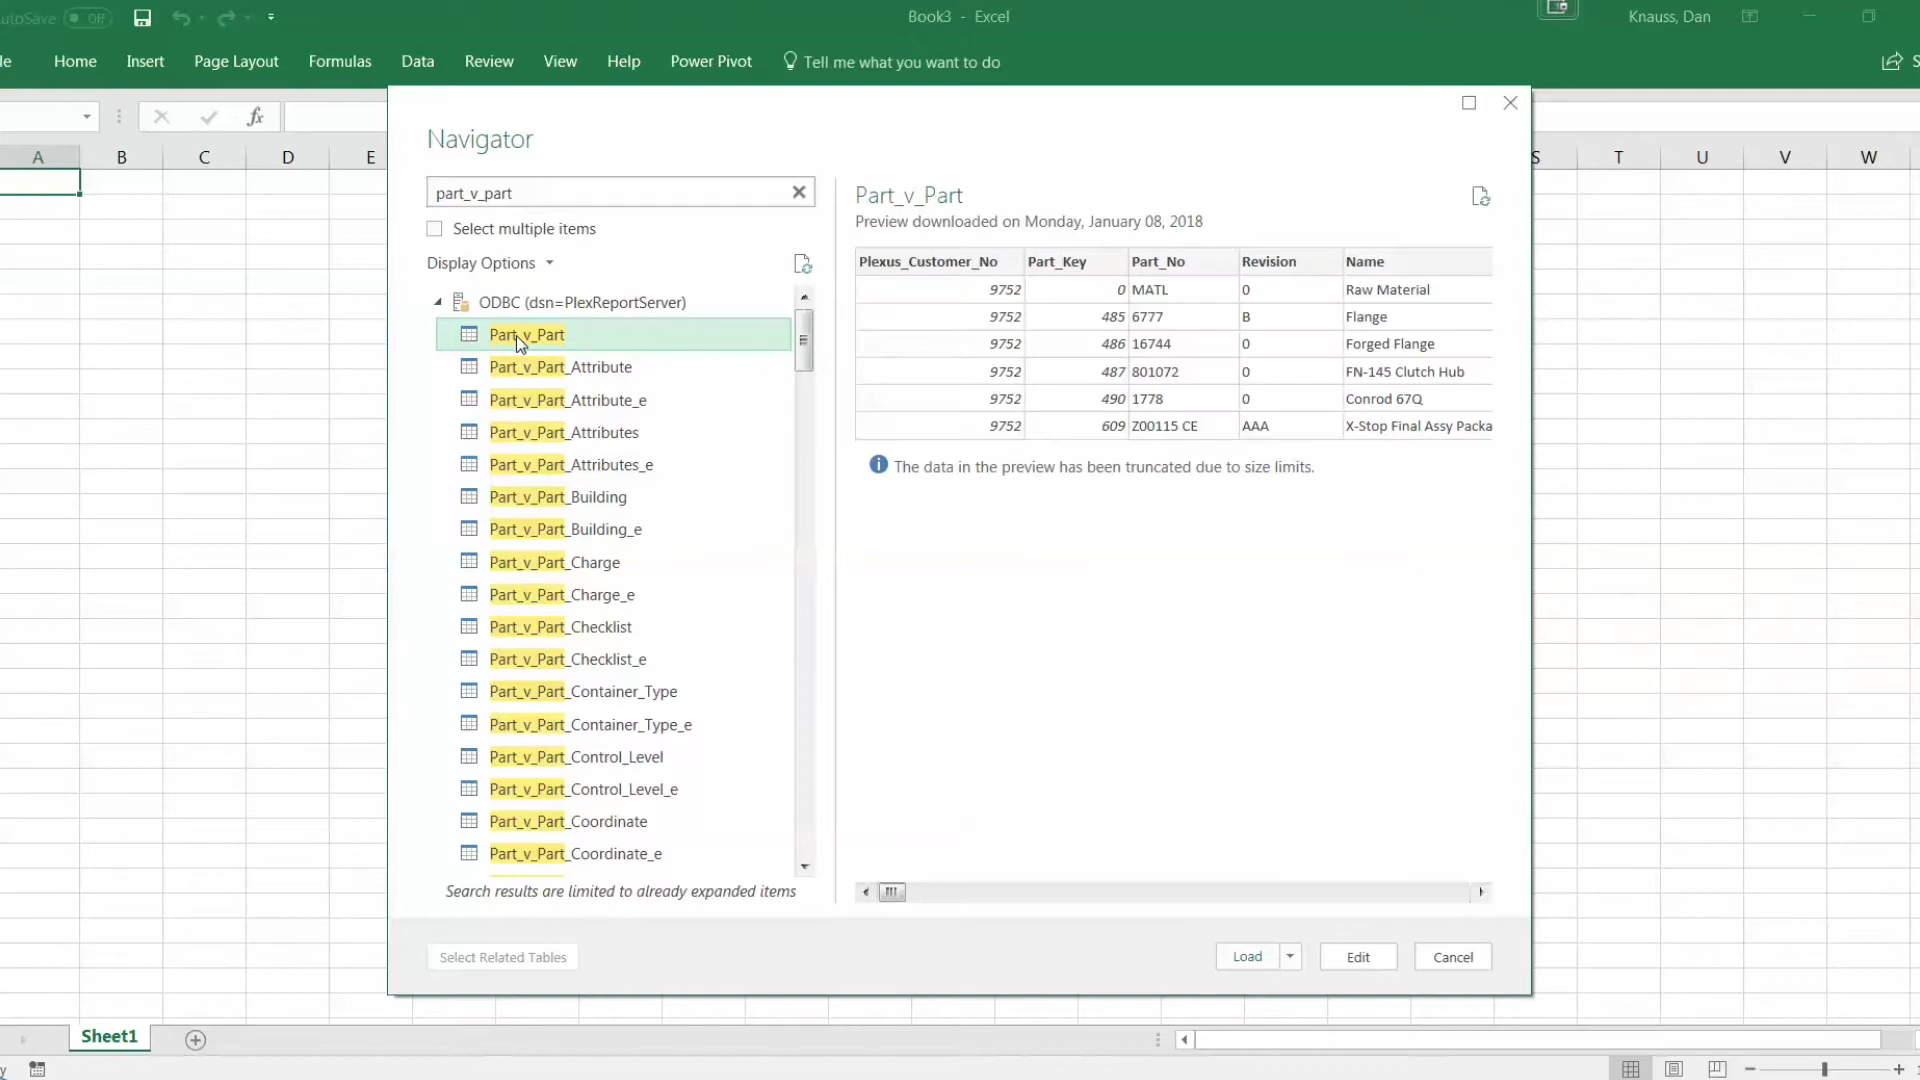 AutoSave Off
Book3 - Excel
Knauss, Dan
Home Insert Page Layout Formulas Data Review View Help Power Pivot Tell me what you want to do
fx
A B C D E S T U V W
Navigator
part_v_part
Select multiple items
Display Options
ODBC (dsn=PlexReportServer)
Part_v_Part
Part_v_Part_Attribute
Part_v_Part_Attribute_e
Part_v_Part_Attributes
Part_v_Part_Attributes_e
Part_v_Part_Building
Part_v_Part_Building_e
Part_v_Part_Charge
Part_v_Part_Charge_e
Part_v_Part_Checklist
Part_v_Part_Checklist_e
Part_v_Part_Container_Type
Part_v_Part_Container_Type_e
Part_v_Part_Control_Level
Part_v_Part_Control_Level_e
Part_v_Part_Coordinate
Part_v_Part_Coordinate_e
Search results are limited to already expanded items
Part_v_Part
Preview downloaded on Monday, January 08, 2018
Plexus_Customer_No Part_Key Part_No Revision Name
9752 0 MATL 0 Raw Material
9752 485 6777 B Flange
9752 486 16744 0 Forged Flange
9752 487 801072 0 FN-145 Clutch Hub
9752 490 1778 0 Conrod 67Q
9752 609 Z00115 CE AAA X-Stop Final Assy Packa
The data in the preview has been truncated due to size limits.
Select Related Tables Load Edit Cancel
Sheet1